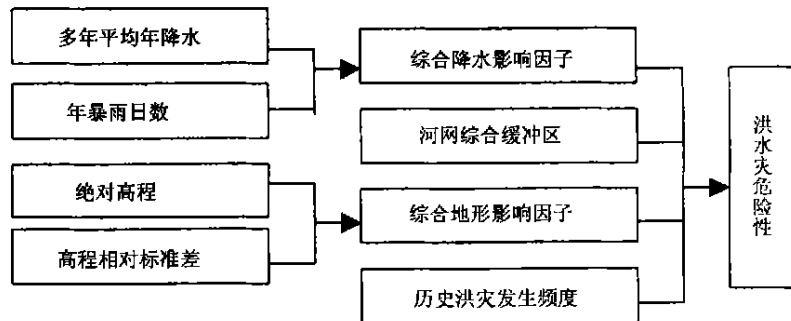 多年平均年降水
年暴雨日数
绝对高程
高程相对标准差
综合降水影响因子
河网综合缓冲区
综合地形影响因子
历史洪灾发生频度
洪水灾危险性